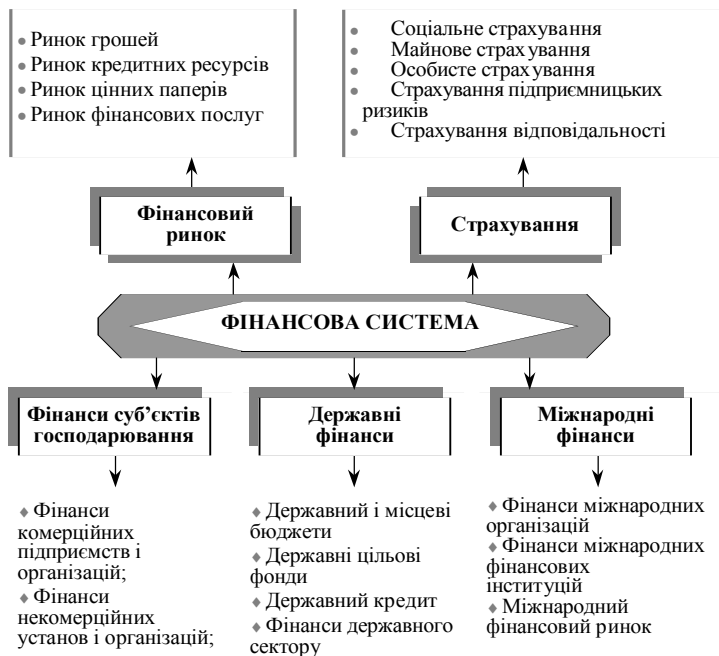 Ринок грошей
Ринок кредитних ресурсів
Ринок цінних паперів
Ринок фінансових послуг
Соціальне страхування
Майнове страхування
Особисте страхування
Страхування підприємницьких
ризиків
Страхування відповідальності
Фінансовий
ринок
Страхування
ФІНАНСОВА СИСТЕМА
Фінанси суб’єктів
господарювання
Державні
фінанси
Міжнародні
фінанси
Фінанси
комерційних
підприємств і
організацій;
Фінанси
некомерційних
установ і організацій;
Державний і місцеві
бюджети
Державні цільові
фонди
Державний кредит
Фінанси державного
сектору
Фінанси міжнародних
організацій
Фінанси міжнародних
фінансових
інституцій
Міжнародний
фінансовий ринок